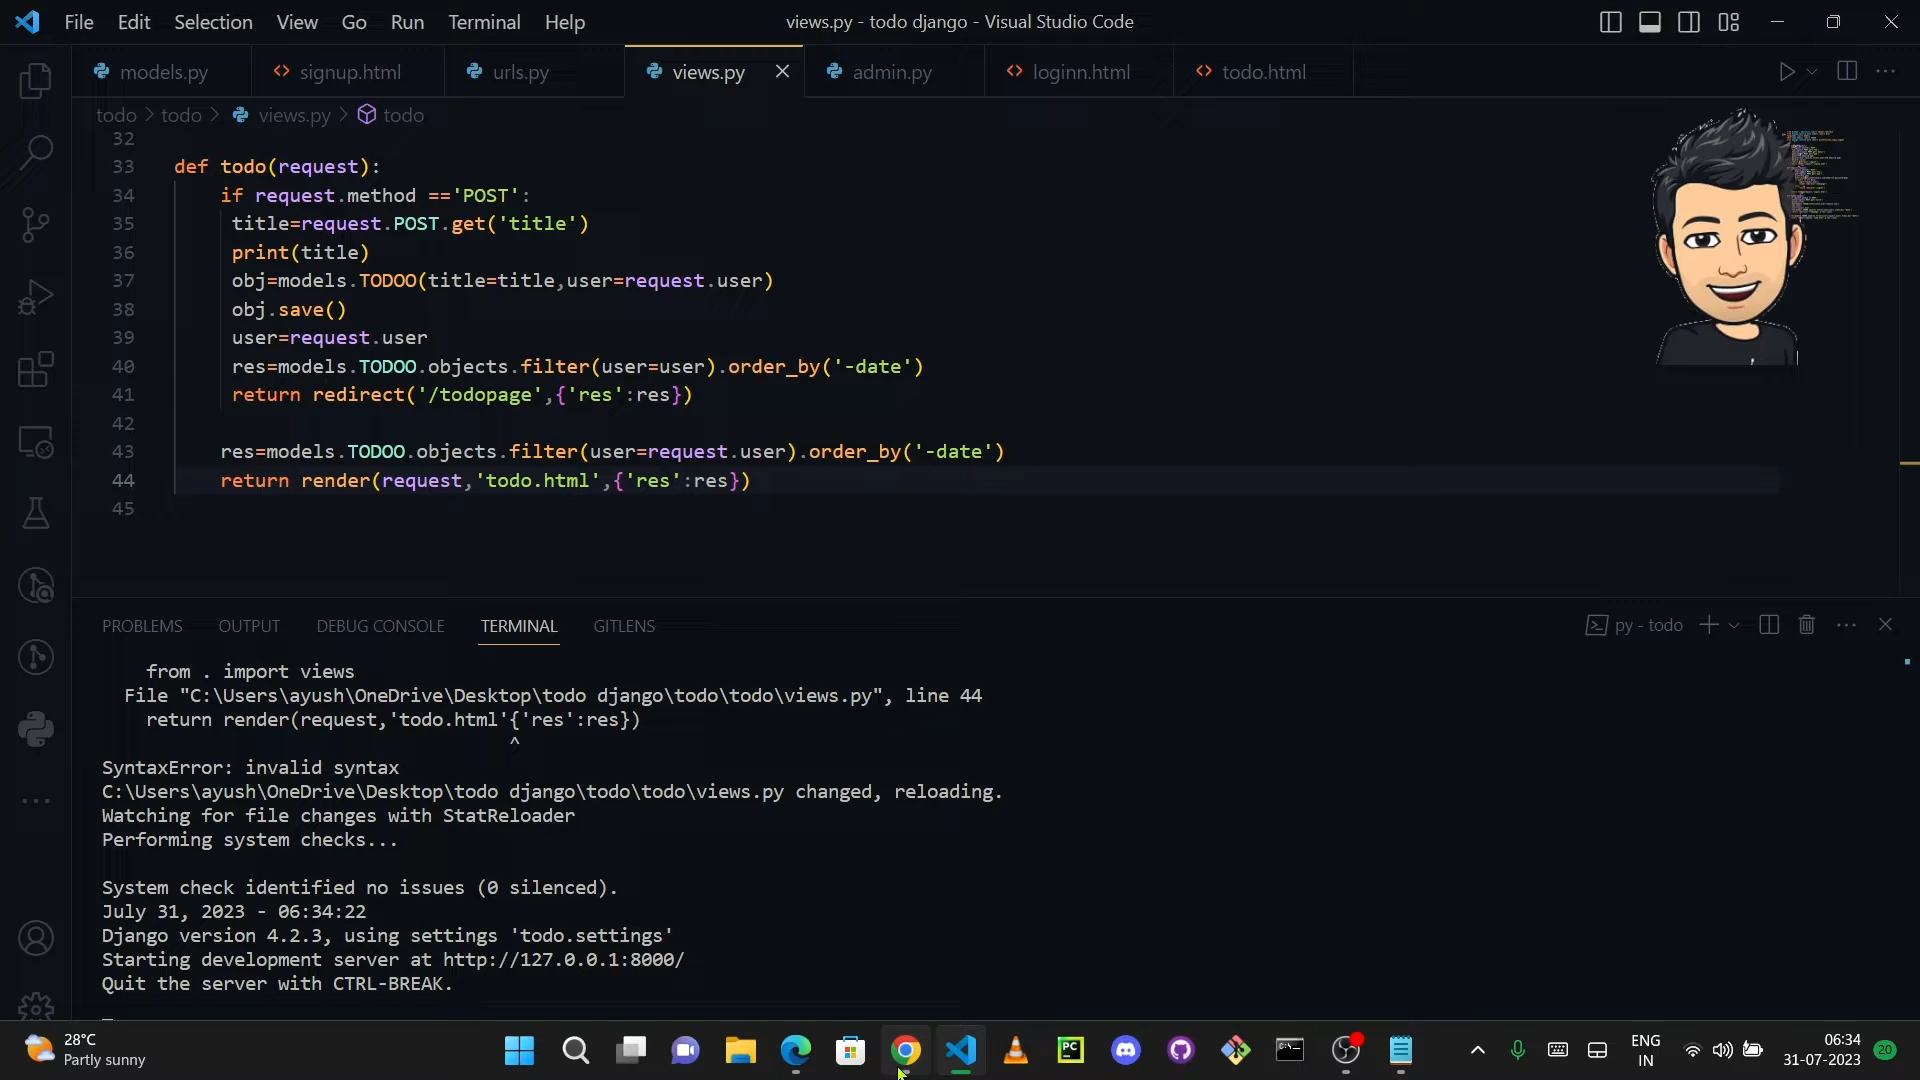 File Edit Selection View Go Run Terminal Help
views.py - todo django - Visual Studio Code
models.py signup.html urls.py views.py admin.py loginn.html todo.html
todo > todo > views.py > todo
32
33 def todo(request):
34 if request.method =='POST':
35 title=request.POST.get('title')
36 print(title)
37 obj=models.TODOO(title=title,user=request.user)
38 obj.save()
39 user=request.user
40 res=models.TODOO.objects.filter(user=user).order_by('-date')
41 return redirect('/todopage',{'res':res})
42
43 res=models.TODOO.objects.filter(user=request.user).order_by('-date')
44 return render(request,'todo.html',{'res':res})
45
PROBLEMS OUTPUT DEBUG CONSOLE TERMINAL GITLENS
py - todo
from . import views
File "C:\Users\ayush\OneDrive\Desktop\todo django\todo\todo\views.py", line 44
return render(request,'todo.html'{'res':res})
^
SyntaxError: invalid syntax
C:\Users\ayush\OneDrive\Desktop\todo django\todo\todo\views.py changed, reloading.
Watching for file changes with StatReloader
Performing system checks...
System check identified no issues (0 silenced).
July 31, 2023 - 06:34:22
Django version 4.2.3, using settings 'todo.settings'
Starting development server at http://127.0.0.1:8000/
Quit the server with CTRL-BREAK.
28°C
Partly sunny
PC
ENG
IN
06:34
31-07-2023
20